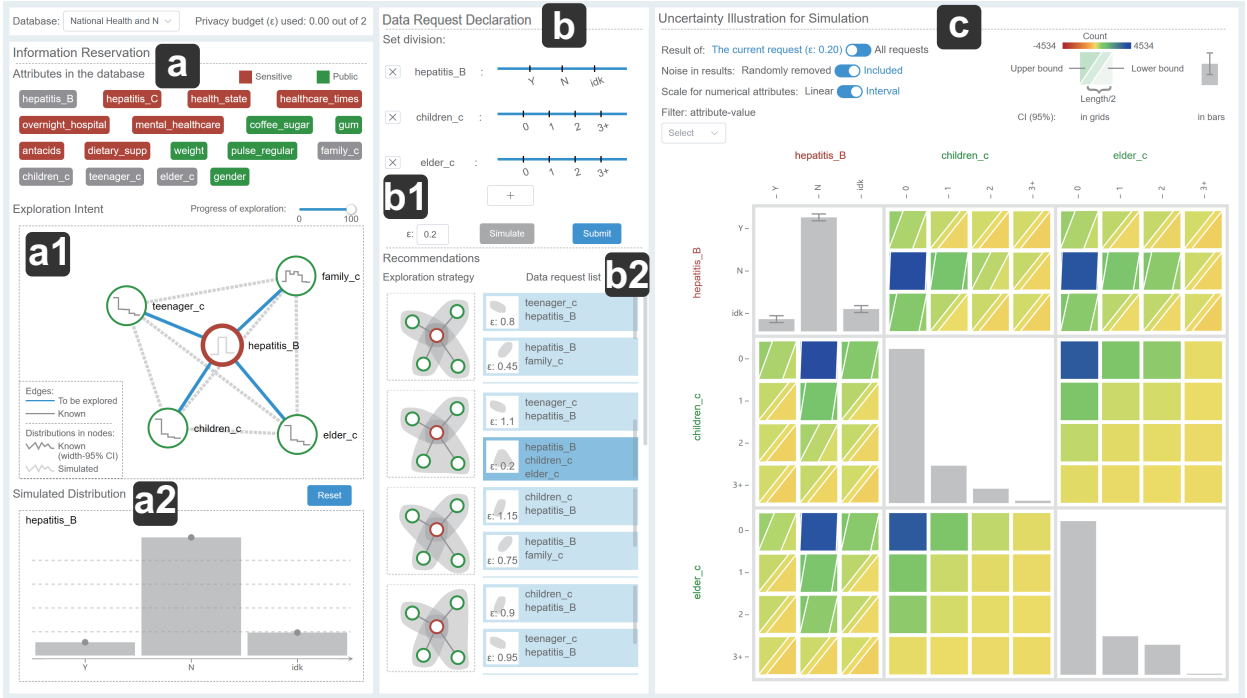 Database: National Health and N Privacy budget (ε) used: 0.00 out of 2
Information Reservation
a
Attributes in the database
Sensitive Public
hepatitis_B hepatitis_C health_state healthcare_times
overnight_hospital mental_healthcare coffee_sugar gum
antacids dietary_supp weight pulse_regular family_c
children_c teenager_c elder_c gender
Exploration Intent Progress of exploration:
0 100
a1
family_c
teenager_c
hepatitis_B
children_c
elder_c
Edges:
To be explored
Known
Distributions in nodes:
Known
(width-95% CI)
Simulated
Simulated Distribution
a2
Reset
hepatitis_B
Y N idk
Data Request Declaration
b
Set division:
hepatitis_B :
Y N idk
children_c :
0 1 2 3+
elder_c :
0 1 2 3+
b1
+
ε: 0.2 Simulate Submit
Recommendations
b2
Exploration strategy Data request list
teenager_c
hepatitis_B
ε: 0.8
hepatitis_B
family_c
ε: 0.45
teenager_c
hepatitis_B
ε: 1.1
hepatitis_B
children_c
elder_c
ε: 0.2
children_c
hepatitis_B
ε: 1.15
hepatitis_B
family_c
ε: 0.75
children_c
hepatitis_B
ε: 0.9
teenager_c
hepatitis_B
ε: 0.95
Uncertainty Illustration for Simulation
c
Result of: The current request (ε: 0.20) All requests
Noise in results: Randomly removed Included
Scale for numerical attributes: Linear Interval
Filter: attribute-value
Select
Count
-4534 4534
Upper bound Lower bound
Length/2
CI (95%): in grids in bars
hepatitis_B children_c elder_c
Y N idk 0 1 2 3+ 0 1 2 3+
hepatitis_B
Y
N
idk
children_c
0
1
2
3+
elder_c
0
1
2
3+